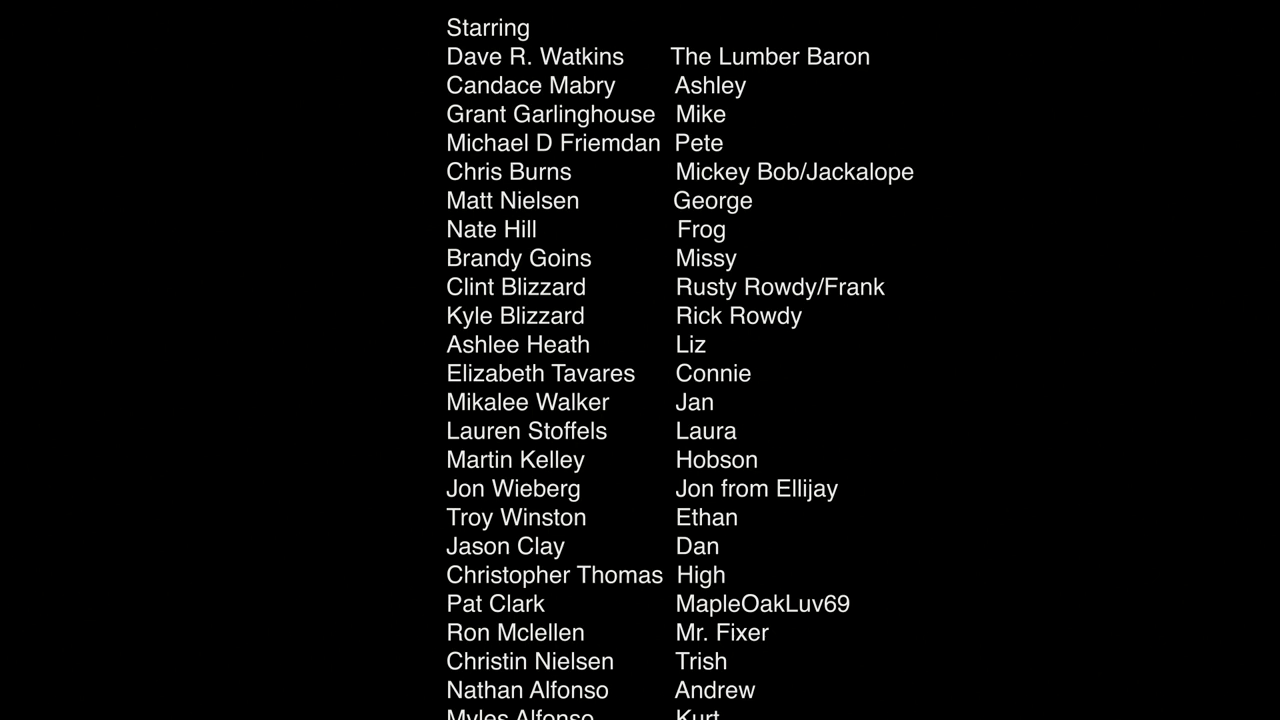 Starring
Dave R. Watkins The Lumber Baron
Candace Mabry Ashley
Grant Garlinghouse Mike
Michael D Friemdan Pete
Chris Burns Mickey Bob/Jackalope
Matt Nielsen George
Nate Hill Frog
Brandy Goins Missy
Clint Blizzard Rusty Rowdy/Frank
Kyle Blizzard Rick Rowdy
Ashlee Heath Liz
Elizabeth Tavares Connie
Mikalee Walker Jan
Lauren Stoffels Laura
Martin Kelley Hobson
Jon Wieberg Jon from Ellijay
Troy Winston Ethan
Jason Clay Dan
Christopher Thomas High
Pat Clark MapleOakLuv69
Ron Mclellen Mr. Fixer
Christin Nielsen Trish
Nathan Alfonso Andrew
Myles Alfonso Kurt